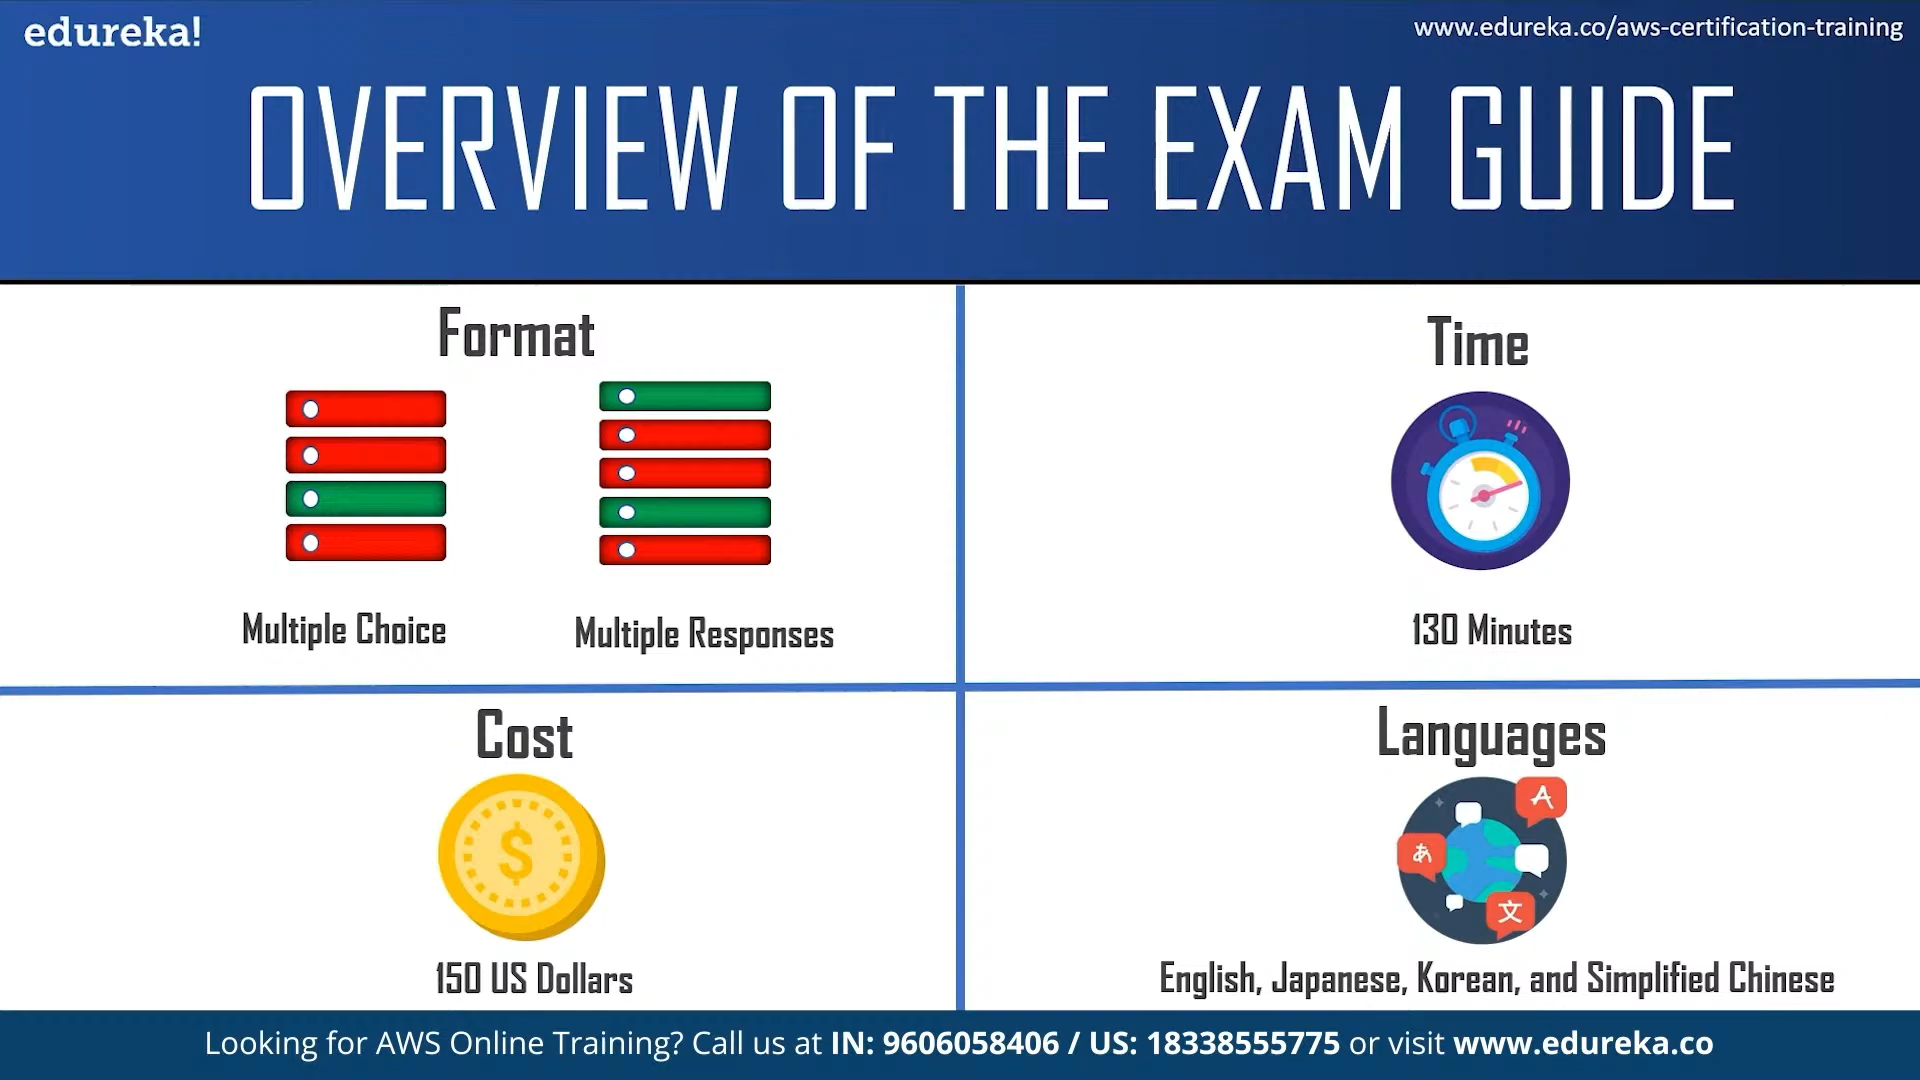 edureka!
www.edureka.co/aws-certification-training
OVERVIEW OF THE EXAM GUIDE
Format
Multiple Choice
Multiple Responses
Time
130 Minutes
Cost
$
150 US Dollars
Languages
A
あ
文
English, Japanese, Korean, and Simplified Chinese
Looking for AWS Online Training? Call us at IN: 9606058406 / US: 18338555775 or visit www.edureka.co